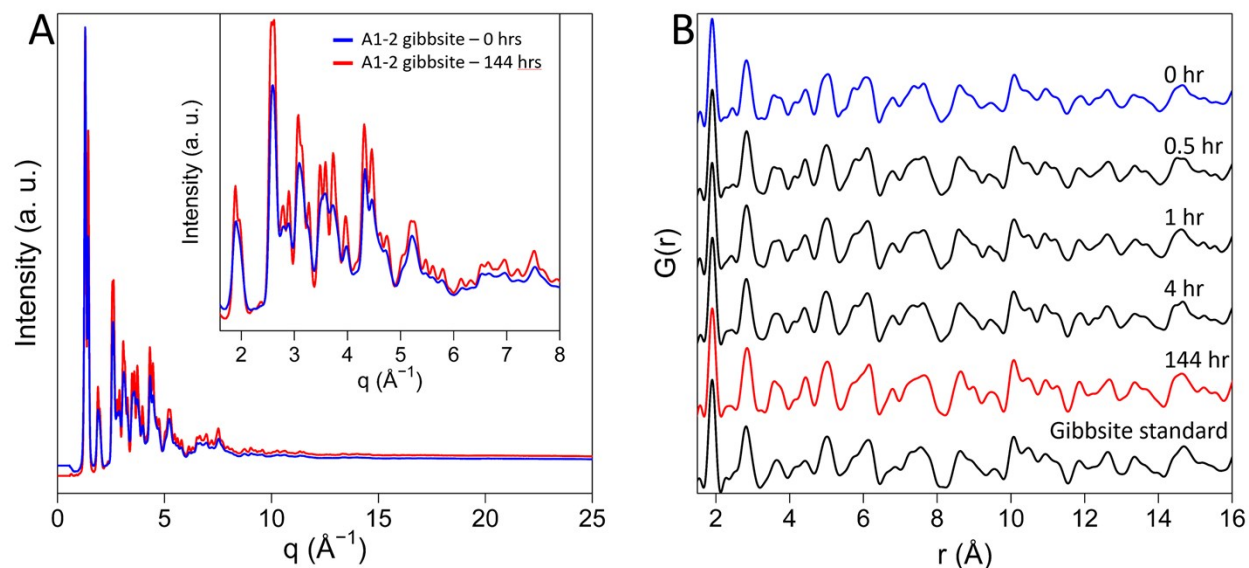 A
A1-2 gibbsite – 0 hrs
A1-2 gibbsite – 144 hrs
Intensity (a. u.)
2 3 4 5 6 7 8
q (Å⁻¹)
Intensity (a. u.)
0 5 10 15 20 25
q (Å⁻¹)
B
0 hr
0.5 hr
1 hr
4 hr
144 hr
Gibbsite standard
G(r)
2 4 6 8 10 12 14 16
r (Å)